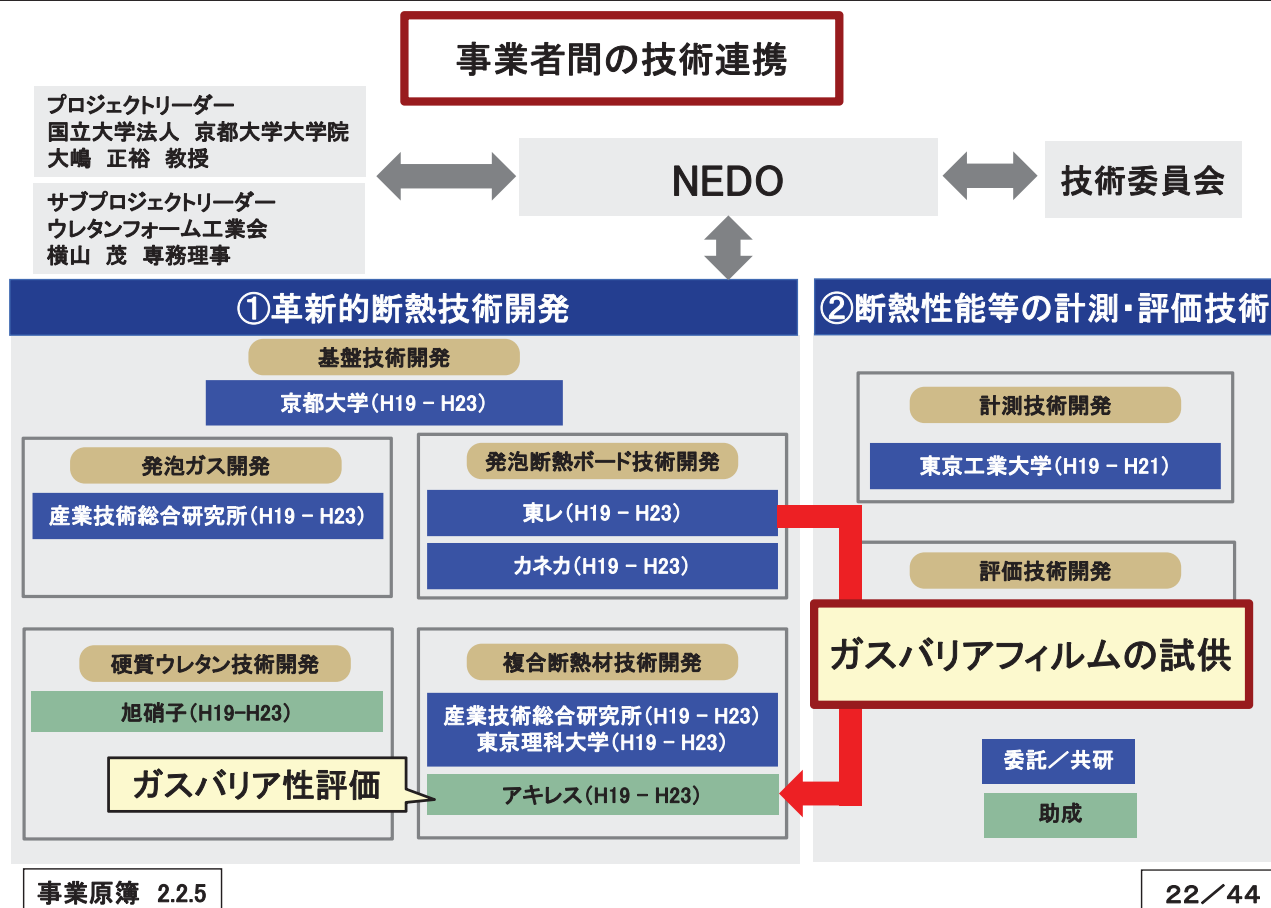 事業者間の技術連携
プロジェクトリーダー
国立大学法人 京都大学大学院
大嶋 正裕 教授
サブプロジェクトリーダー
ウレタンフォーム工業会
横山 茂 専務理事
NEDO
技術委員会
①革新的断熱技術開発
基盤技術開発
京都大学(H19 – H23)
発泡ガス開発
産業技術総合研究所(H19 – H23)
発泡断熱ボード技術開発
東レ(H19 – H23)
カネカ(H19 – H23)
硬質ウレタン技術開発
旭硝子(H19-H23)
複合断熱材技術開発
産業技術総合研究所(H19 – H23)
東京理科大学(H19 – H23)
アキレス(H19 – H23)
ガスバリア性評価
②断熱性能等の計測・評価技術
計測技術開発
東京工業大学(H19 – H21)
評価技術開発
ガスバリアフィルムの試供
委託/共研
助成
事業原簿 2.2.5
22/44